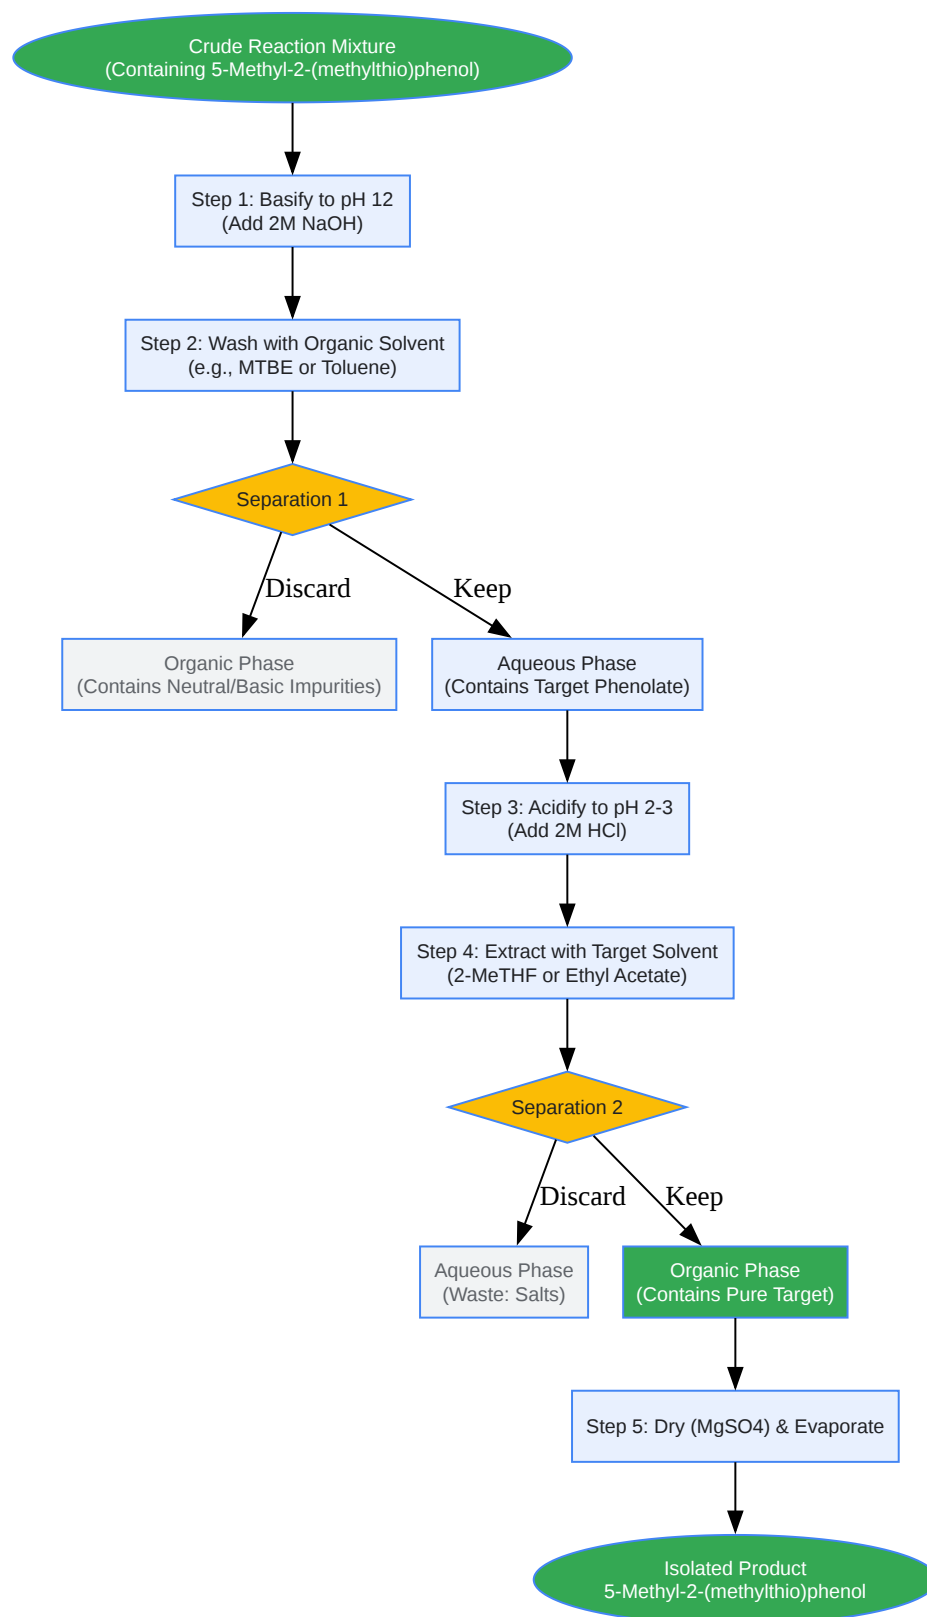 Crude Reaction Mixture
(Containing 5-Methyl-2-(methylthio)phenol)
Step 1: Basify to pH 12
(Add 2M NaOH)
Step 2: Wash with Organic Solvent
(e.g., MTBE or Toluene)
Separation 1
Discard
Keep
Organic Phase
(Contains Neutral/Basic Impurities)
Aqueous Phase
(Contains Target Phenolate)
Step 3: Acidify to pH 2-3
(Add 2M HCl)
Step 4: Extract with Target Solvent
(2-MeTHF or Ethyl Acetate)
Separation 2
Discard
Keep
Aqueous Phase
(Waste: Salts)
Organic Phase
(Contains Pure Target)
Step 5: Dry (MgSO4) & Evaporate
Isolated Product
5-Methyl-2-(methylthio)phenol